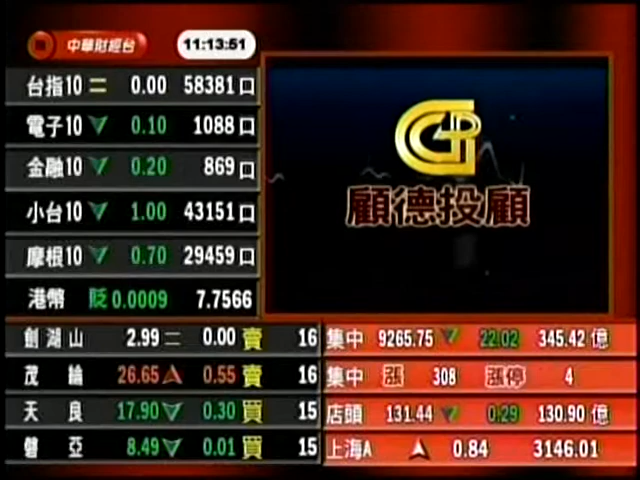 中華財經台 11:13:51
台指10 0.00 58381口
電子10 0.10 1088口
金融10 0.20 869口
小台10 1.00 43151口
摩根10 0.70 29459口
港幣 貶 0.0009 7.7566
顧德投顧
劍湖山 2.99 0.00 賣 16
茂綸 26.65 0.55 賣 16
天良 17.90 0.30 買 15
磐亞 8.49 0.01 買 15
集中 9265.75 22.02 345.42 億
集中 漲 308 漲停 4
店頭 131.44 0.29 130.90 億
上海A 0.84 3146.01